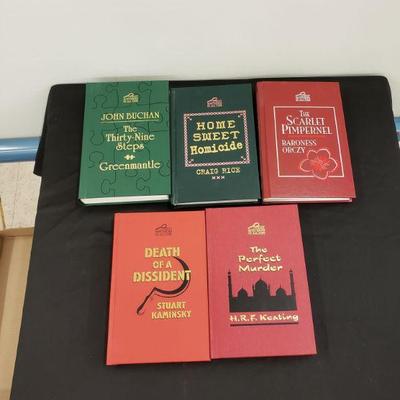 JOHN BUCHAN
The
Thirty-Nine
Steps
Greenmantle
HOME
SWEET
Homicide
CRAIG RICE
The
SCARLET
PIMPERNEL
BARONESS
ORCZY
DEATH
OF A
DISSIDENT
STUART
KAMINSKY
The
Perfect
Murder
H.R.F. Keating